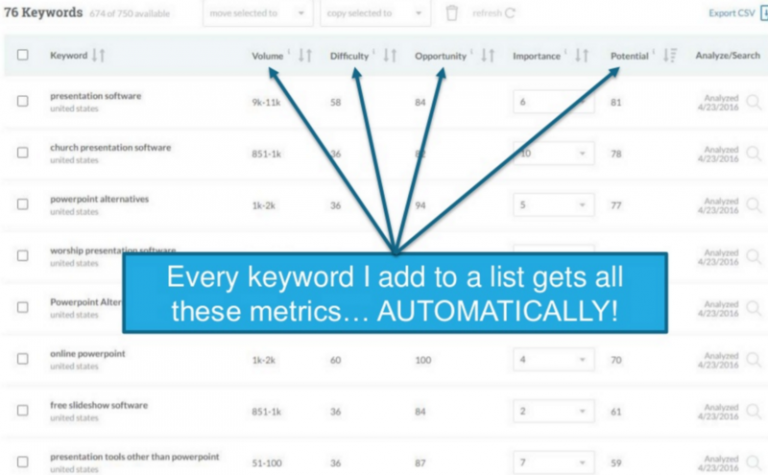 76 Keywords 674 of 750 available move selected to copy selected to refresh Export CSV
Keyword Volume i Difficulty i Opportunity i Importance i Potential i Analyze/Search
presentation software 9k-11k 58 84 6 81 Analyzed
united states 4/23/2016
church presentation software 851-1k 36 10 78 Analyzed
united states 4/23/2016
powerpoint alternatives 1k-2k 36 94 5 77 Analyzed
united states 4/23/2016
worship presentation software Analyzed
united states 4/23/2016
Every keyword I add to a list gets all
these metrics... AUTOMATICALLY!
Powerpoint Alter Analyzed
united states 4/23/2016
online powerpoint 1k-2k 60 100 4 70 Analyzed
united states 4/23/2016
free slideshow software 851-1k 36 84 2 61 Analyzed
united states 4/23/2016
presentation tools other than powerpoint 51-100 36 87 7 59 Analyzed
united states 4/23/2016